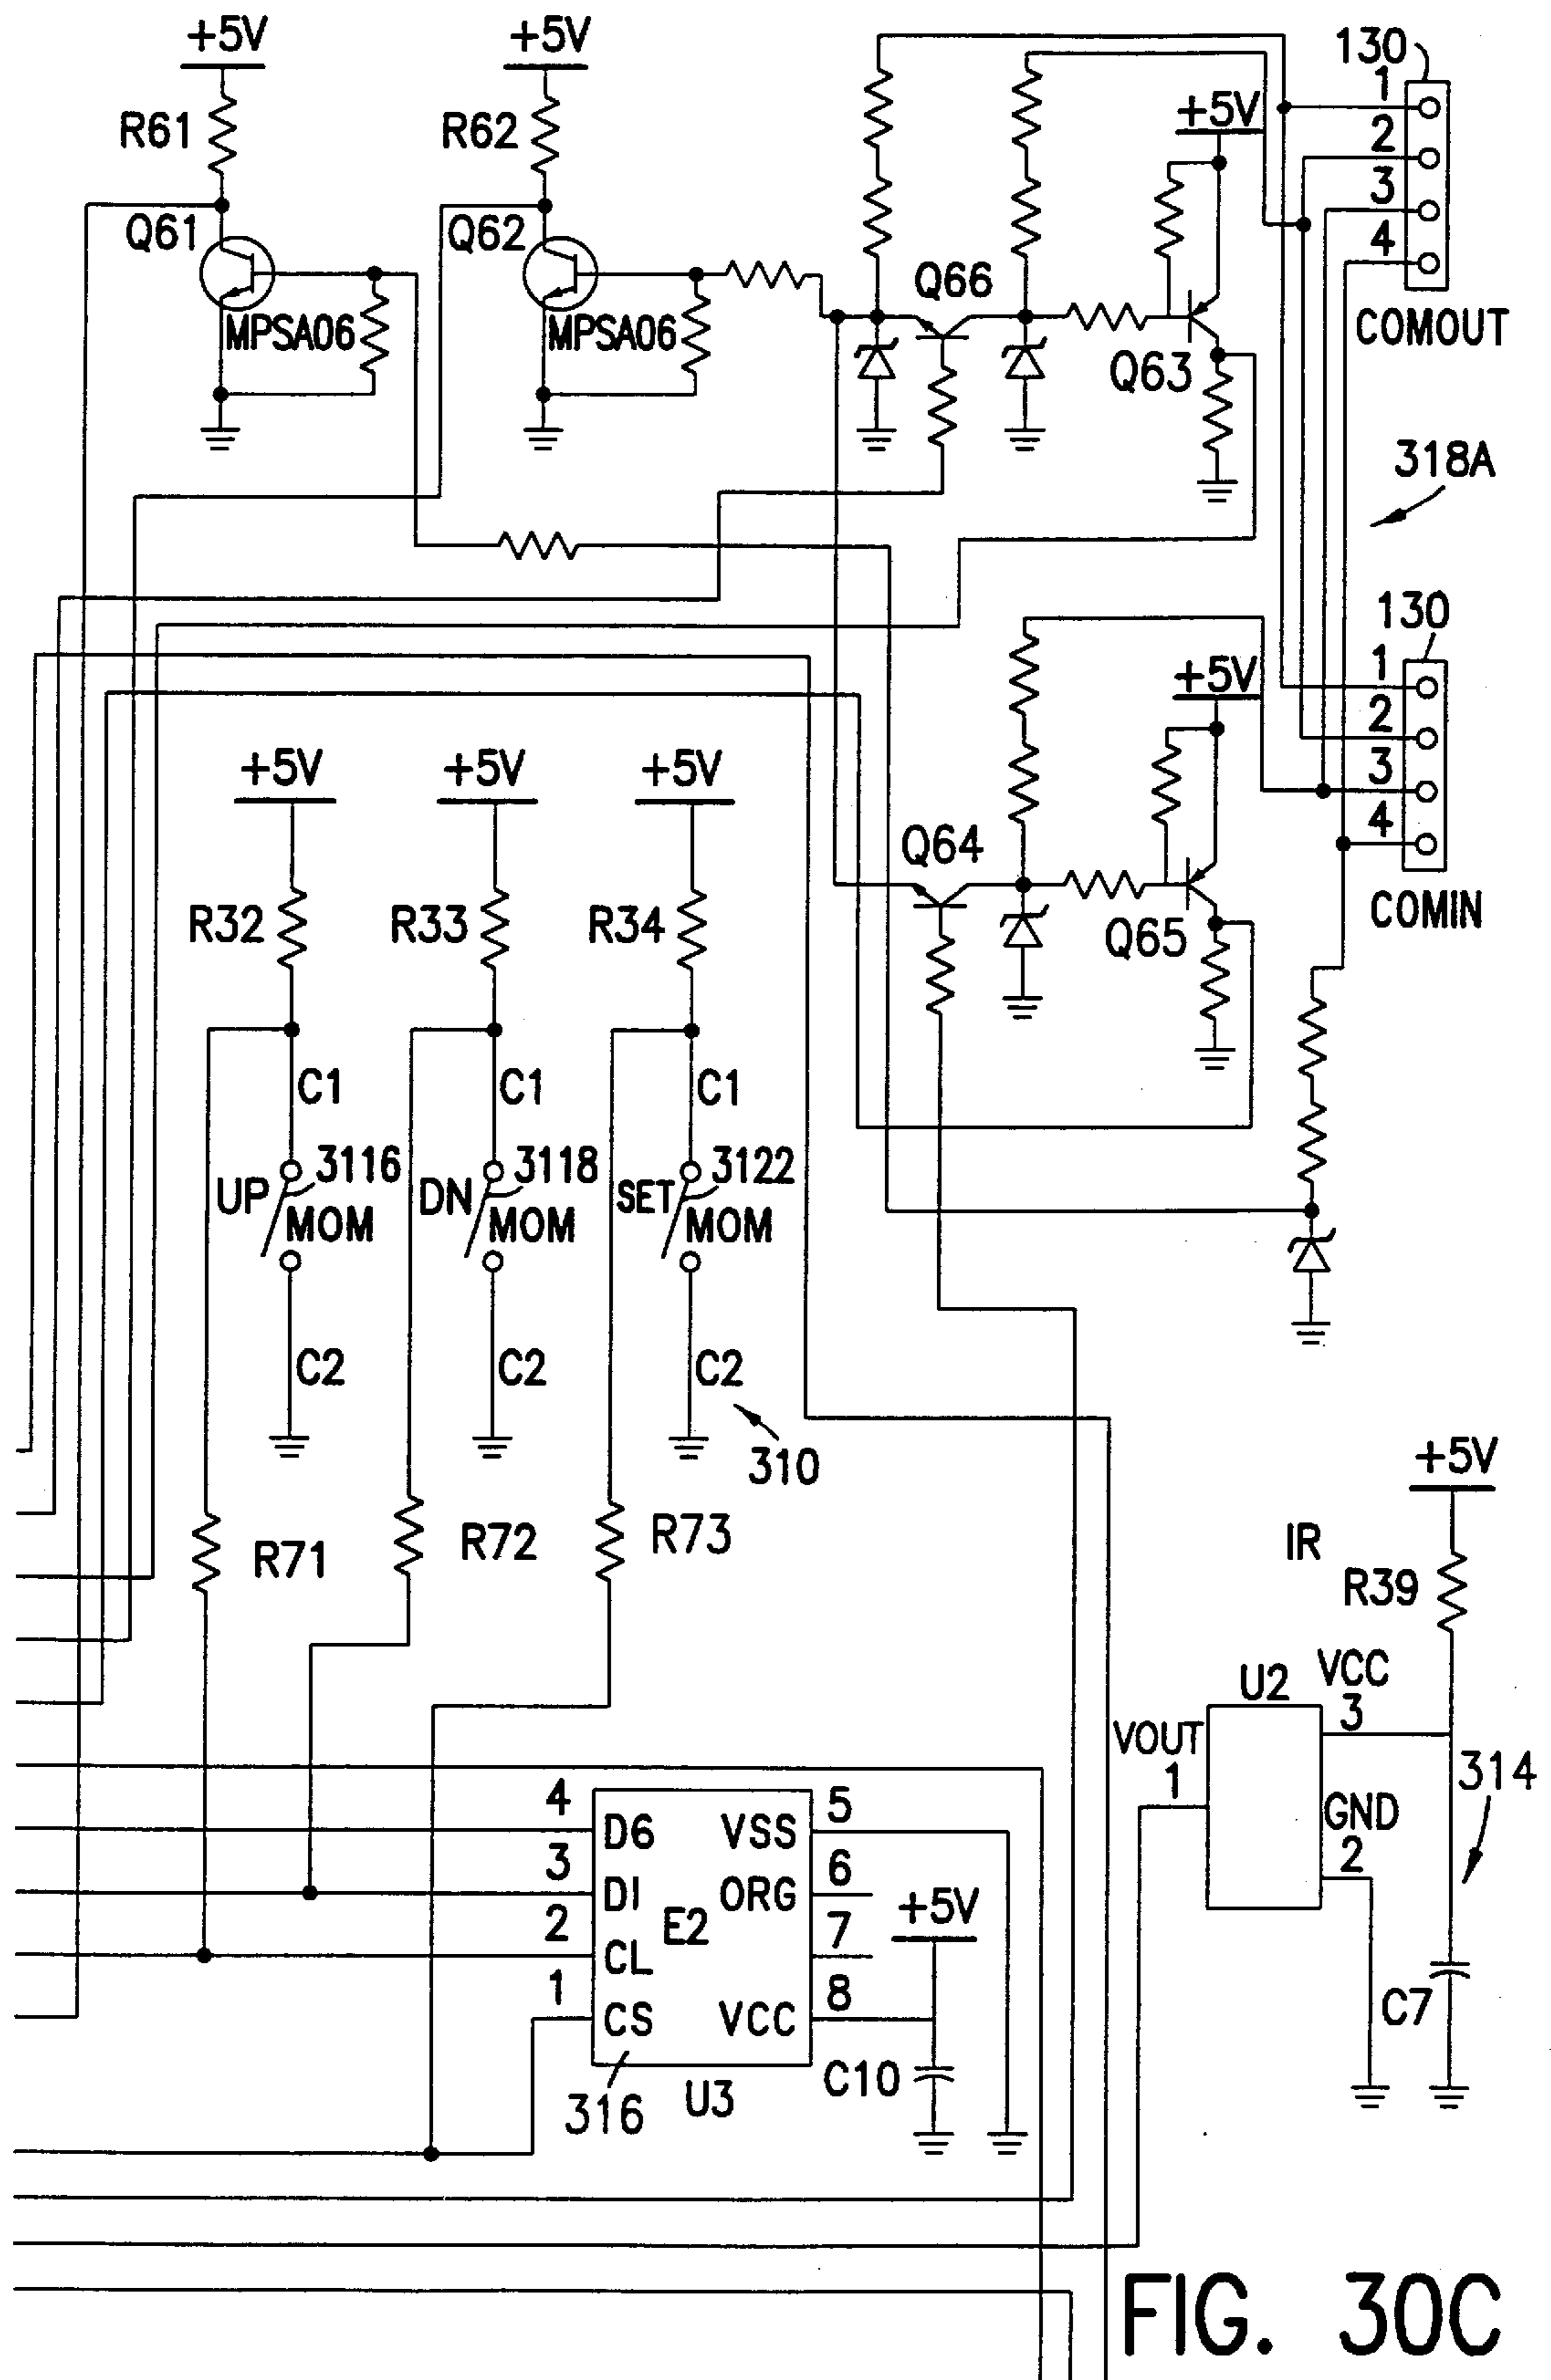 +5V
+5V
130
R61
R62
+5V
1
2
3
4
Q61
Q62
Q66
MPSA06
MPSA06
Q63
COMOUT
318A
130
+5V
1
2
3
4
+5V
+5V
+5V
Q64
R32
R33
R34
Q65
COMIN
C1
C1
C1
UP
3116
MOM
DN
3118
MOM
SET
3122
MOM
C2
C2
C2
310
+5V
R71
R72
R73
IR
R39
U2
VCC
3
VOUT
1
314
GND
2
4
D6
VSS
5
3
DI
ORG
6
+5V
E2
2
CL
7
1
CS
VCC
8
C7
C10
316
U3
FIG. 30C